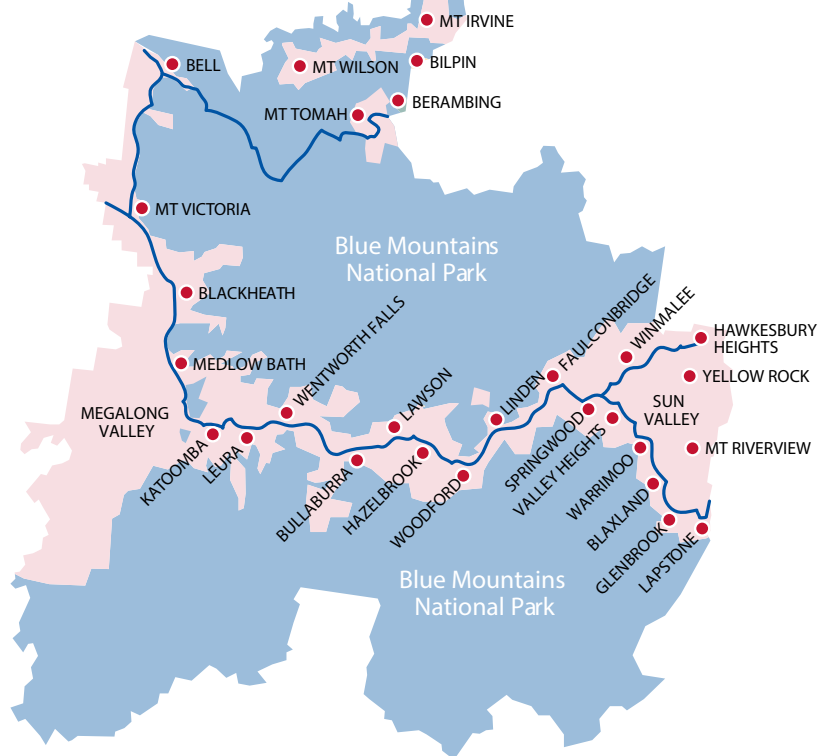 MT IRVINE
BELL
MT WILSON
BILPIN
MT TOMAH
BERAMBING
MT VICTORIA
Blue Mountains
National Park
BLACKHEATH
MEDLOW BATH
WENTWORTH FALLS
MEGALONG
VALLEY
KATOOMBA
LEURA
BULLABURRA
LAWSON
HAZELBROOK
WOODFORD
LINDEN
FAULCONBRIDGE
WINMALEE
HAWKESBURY
HEIGHTS
YELLOW ROCK
SUN
VALLEY
SPRINGWOOD
VALLEY HEIGHTS
MT RIVERVIEW
WARRIMOO
BLAXLAND
GLENBROOK
LAPSTONE
Blue Mountains
National Park